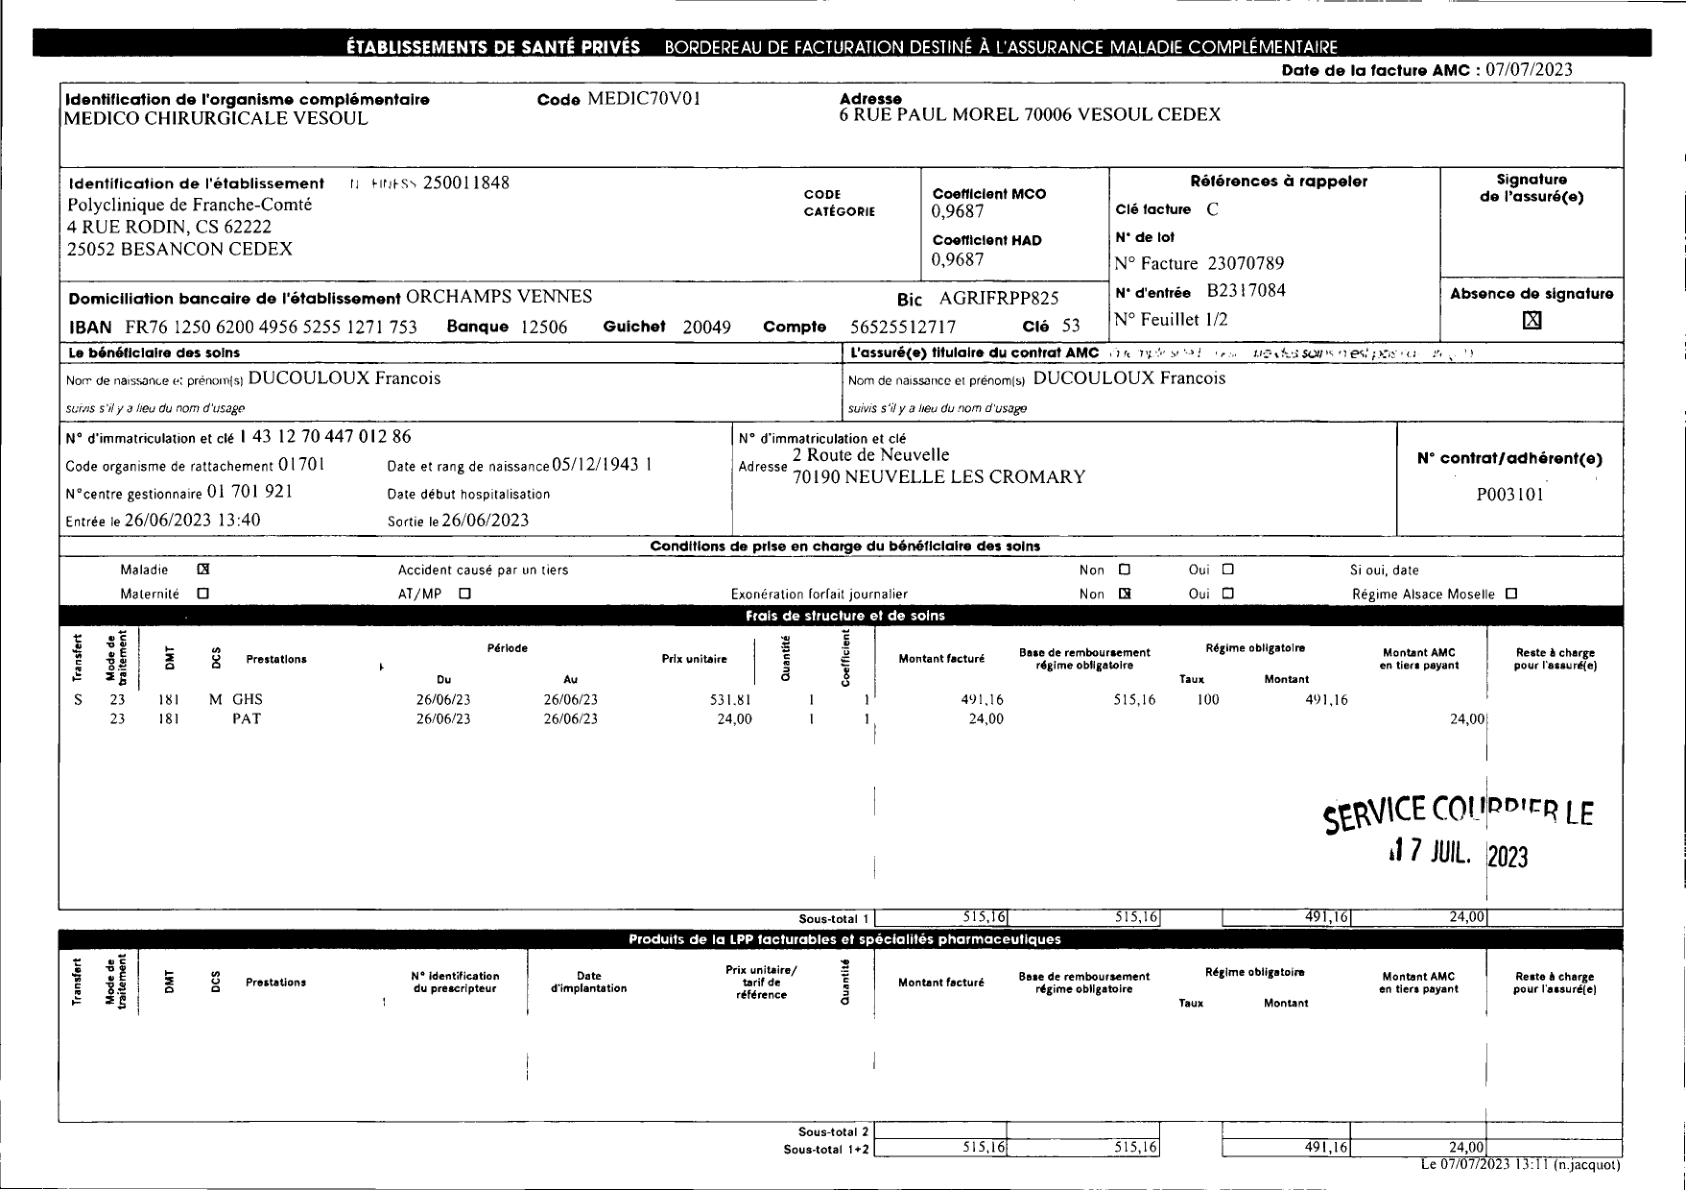 ÉTABLISSEMENTS DE SANTÉ PRIVÉS BORDEREAU DE FACTURATION DESTINÉ À L'ASSURANCE MALADIE COMPLÉMENTAIRE
Date de la facture AMC : 07/07/2023
Identification de l'organisme complémentaire Code MEDIC70V01 Adresse
MEDICO CHIRURGICALE VESOUL 6 RUE PAUL MOREL 70006 VESOUL CEDEX
Identification de l'établissement N° FINESS 250011848
Polyclinique de Franche-Comté
4 RUE RODIN, CS 62222
25052 BESANCON CEDEX
CODE
CATÉGORIE
Coefficient MCO
0,9687
Coefficient HAD
0,9687
Références à rappeler
Clé facture C
N° de lot
N° Facture 23070789
N° d'entrée B2317084
N° Feuillet 1/2
Signature
de l'assuré(e)
Absence de signature
X
Domiciliation bancaire de l'établissement ORCHAMPS VENNES Bic AGRIFRPP825
IBAN FR76 1250 6200 4956 5255 1271 753 Banque 12506 Guichet 20049 Compte 56525512717 Clé 53
Le bénéficiaire des soins
Nom de naissance et prénom(s) DUCOULOUX Francois
suivis s'il y a lieu du nom d'usage
L'assuré(e) titulaire du contrat AMC des soins n'est pas
Nom de naissance et prénom(s) DUCOULOUX Francois
suivis s'il y a lieu du nom d'usage
N° d'immatriculation et clé 1 43 12 70 447 012 86
Code organisme de rattachement 01701 Date et rang de naissance 05/12/1943 1
N°centre gestionnaire 01 701 921 Date début hospitalisation
Entrée le 26/06/2023 13:40 Sortie le 26/06/2023
N° d'immatriculation et clé
Adresse 2 Route de Neuvelle
70190 NEUVELLE LES CROMARY
N° contrat/adhérent(e)
P003101
Conditions de prise en charge du bénéficiaire des soins
Maladie X Accident causé par un tiers Non Oui Si oui, date
Maternité AT/MP Exonération forfait journalier Non X Oui Régime Alsace Moselle
Frais de structure et de soins
Transfert Mode de traitement DMT DCS Prestations Période Du Au Prix unitaire Quantité Coefficient Montant facturé Base de remboursement régime obligatoire Régime obligatoire Taux Montant Montant AMC en tiers payant Reste à charge pour l'assuré(e)
S 23 181 M GHS 26/06/23 26/06/23 531.81 1 1 491,16 515,16 100 491,16
23 181 PAT 26/06/23 26/06/23 24,00 1 1 24,00 24,00
SERVICE COURRIER LE
17 JUIL. 2023
Sous-total 1 515,16 515,16 491,16 24,00
Produits de la LPP facturables et spécialités pharmaceutiques
Transfert Mode de traitement DMT DCS Prestations N° identification du prescripteur Date d'implantation Prix unitaire/ tarif de référence Quantité Montant facturé Base de remboursement régime obligatoire Régime obligatoire Taux Montant Montant AMC en tiers payant Reste à charge pour l'assuré(e)
Sous-total 2
Sous-total 1+2 515,16 515,16 491,16 24,00
Le 07/07/2023 13:11 (n.jacquot)